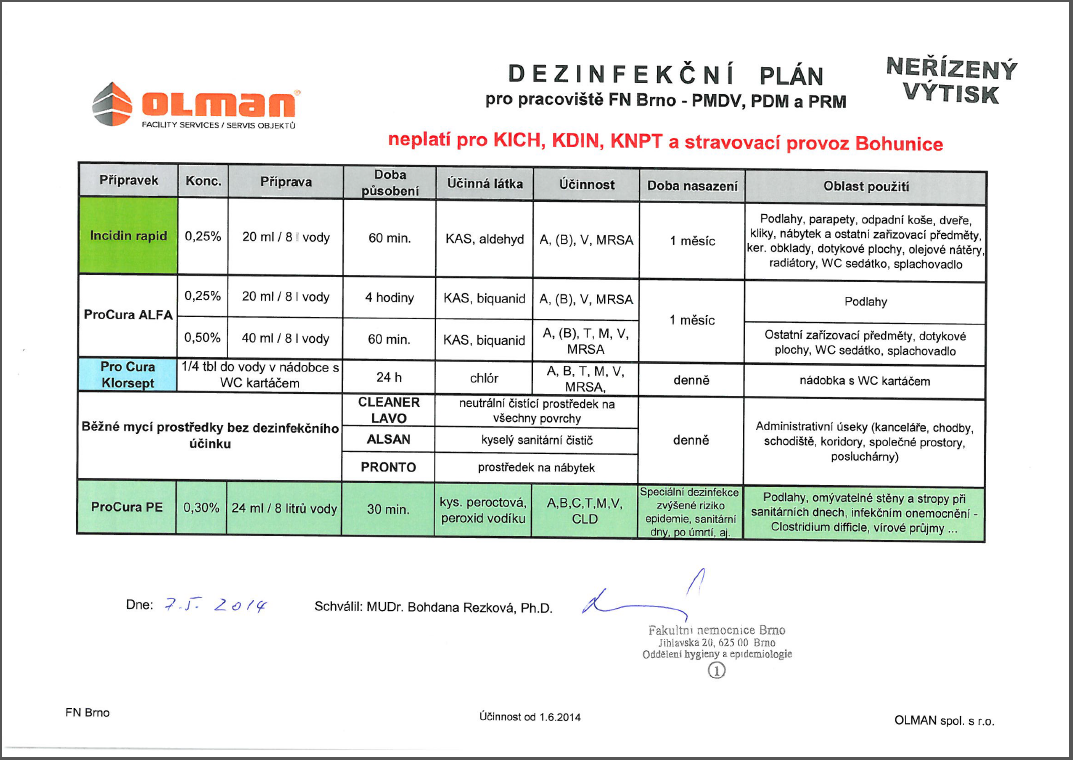 DEZINFEKČNÍ PLÁN
NEŘÍZENÝ
VÝTISK
pro pracoviště FN Brno - PMDV, PDM a PRM
OLMAN
FACILITY SERVICES / SERVIS OBJEKTŮ
neplatí pro KICH, KDIN, KNPT a stravovací provoz Bohunice
Přípravek Konc. Příprava Doba působení Účinná látka Účinnost Doba nasazení Oblast použití
Incidin rapid 0,25% 20 ml / 8 l vody 60 min. KAS, aldehyd A, (B), V, MRSA 1 měsíc
Podlahy, parapety, odpadní koše, dveře,
kliky, nábytek a ostatní zařizovací předměty,
ker. obklady, dotykové plochy, olejové nátěry,
radiátory, WC sedátko, splachovadlo
ProCura ALFA
0,25% 20 ml / 8 l vody 4 hodiny KAS, biquanid A, (B), V, MRSA
1 měsíc
Podlahy
0,50% 40 ml / 8 l vody 60 min. KAS, biquanid
A, (B), T, M, V,
MRSA
Ostatní zařizovací předměty, dotykové
plochy, WC sedátko, splachovadlo
Pro Cura
Klorsept
1/4 tbl do vody v nádobce s
WC kartáčem
24 h chlór
A, B, T, M, V,
MRSA,
denně nádobka s WC kartáčem
Běžné mycí prostředky bez dezinfekčního
účinku
CLEANER
LAVO
neutrální čistící prostředek na
všechny povrchy
ALSAN kyselý sanitární čistič
PRONTO prostředek na nábytek
denně
Administrativní úseky (kanceláře, chodby,
schodiště, koridory, společné prostory,
posluchárny)
ProCura PE 0,30% 24 ml / 8 litrů vody 30 min.
kys. peroctová,
peroxid vodíku
A,B,C,T,M,V,
CLD
Speciální dezinfekce
zvýšené riziko
epidemie, sanitární
dny, po úmrtí, aj.
Podlahy, omývatelné stěny a stropy při
sanitárních dnech, infekčním onemocnění -
Clostridium difficle, vírové průjmy ...
Dne: 7.5. 2014 Schválil: MUDr. Bohdana Rezková, Ph.D.
Fakultní nemocnice Brno
Jihlavská 20, 625 00 Brno
Oddělení hygieny a epidemiologie
1
FN Brno Účinnost od 1.6.2014 OLMAN spol. s r.o.